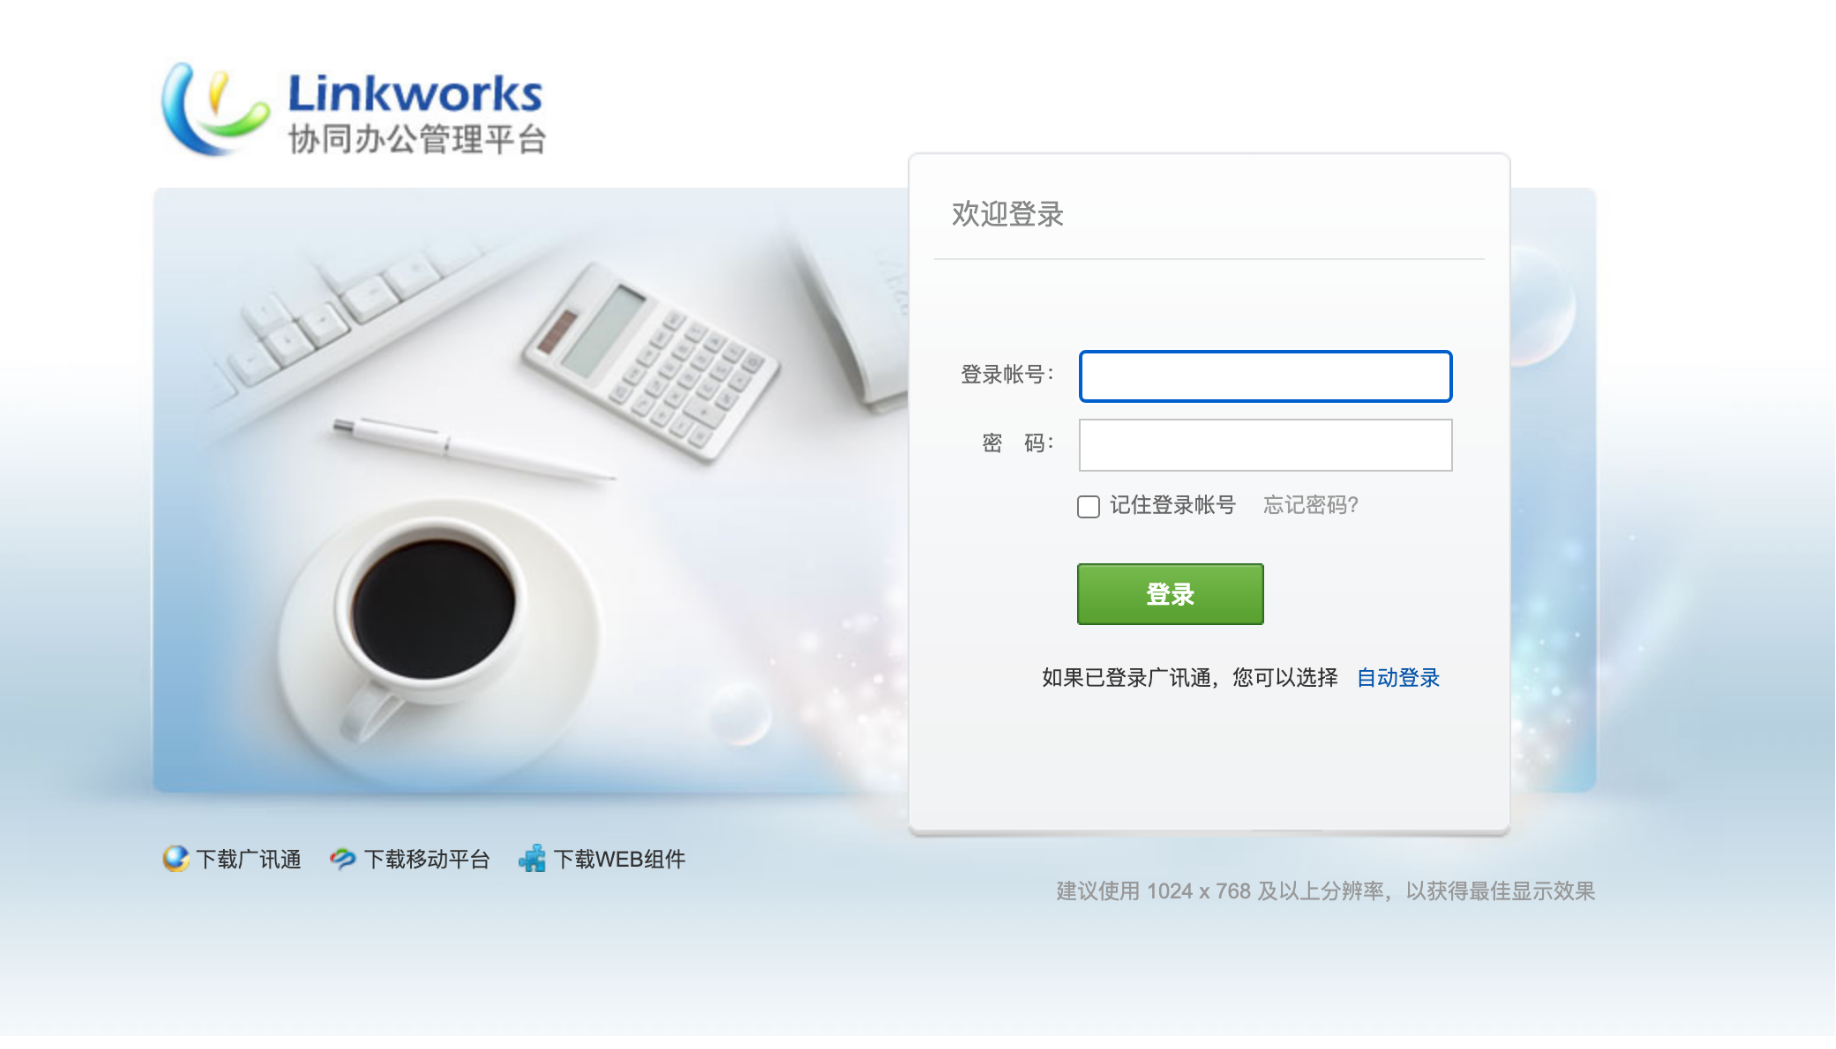 Linkworks
协同办公管理平台
欢迎登录
登录帐号：
密 码：
记住登录帐号 忘记密码?
登录
如果已登录广讯通，您可以选择 自动登录
下载广讯通 下载移动平台 下载WEB组件
建议使用 1024 x 768 及以上分辨率，以获得最佳显示效果